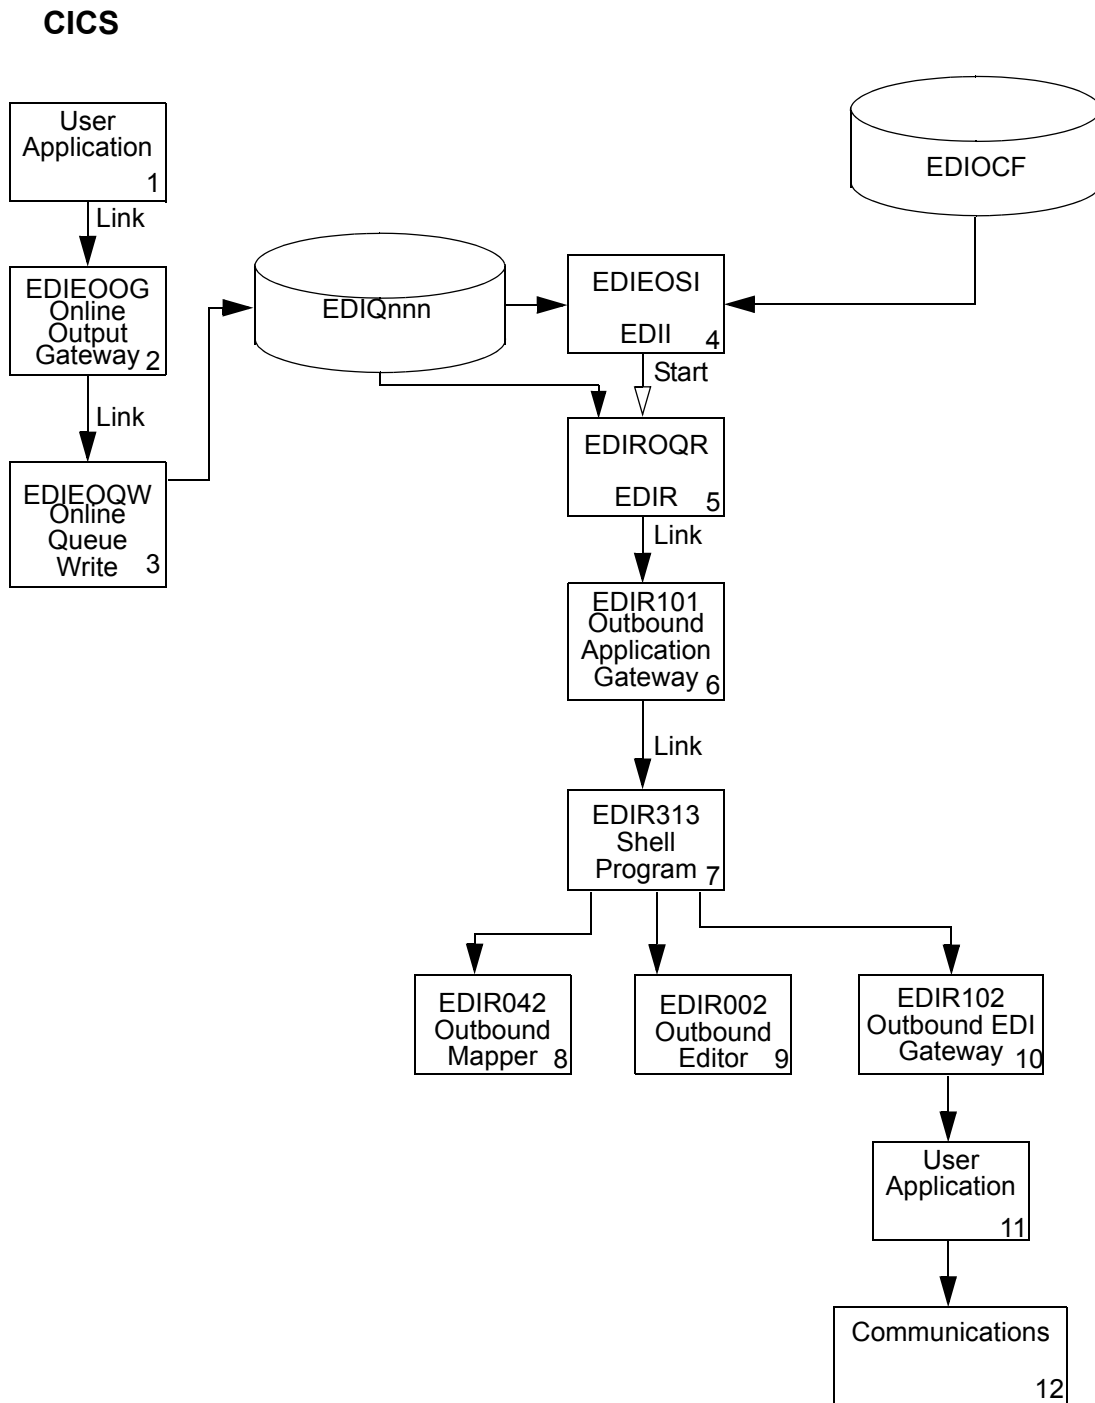 CICS
User
Application
1
Link
EDIEOOG
Online
Output
Gateway 2
Link
EDIEOQW
Online
Queue
Write 3
EDIQnnn
EDIOCF
EDIEOSI
EDII 4
Start
EDIROQR
EDIR 5
Link
EDIR101
Outbound
Application
Gateway 6
Link
EDIR313
Shell
Program 7
EDIR042
Outbound
Mapper 8
EDIR002
Outbound
Editor 9
EDIR102
Outbound EDI
Gateway 10
User
Application
11
Communications
12